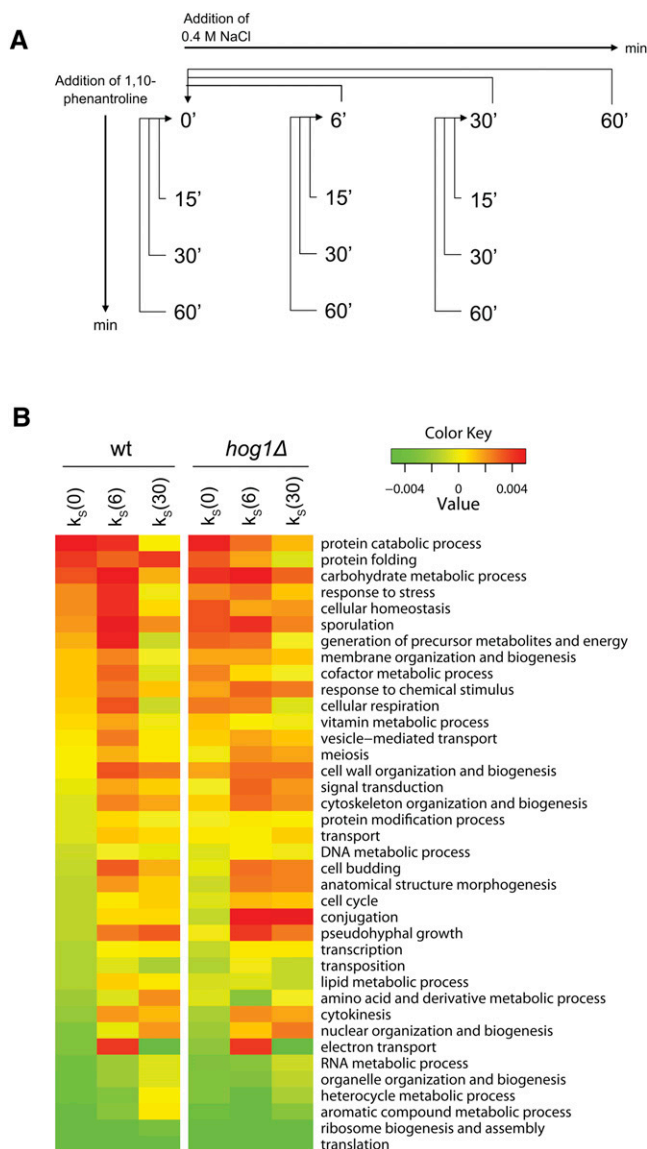 A
Addition of
0.4 M NaCl
min
Addition of 1,10-
phenantroline
0’ 6’ 30’ 60’
15’ 15’ 15’
30’ 30’ 30’
60’ 60’ 60’
min
B
wt hog1Δ
Color Key
−0.004 0 0.004
Value
kS(0) kS(6) kS(30) kS(0) kS(6) kS(30)
protein catabolic process
protein folding
carbohydrate metabolic process
response to stress
cellular homeostasis
sporulation
generation of precursor metabolites and energy
membrane organization and biogenesis
cofactor metabolic process
response to chemical stimulus
cellular respiration
vitamin metabolic process
vesicle−mediated transport
meiosis
cell wall organization and biogenesis
signal transduction
cytoskeleton organization and biogenesis
protein modification process
transport
DNA metabolic process
cell budding
anatomical structure morphogenesis
cell cycle
conjugation
pseudohyphal growth
transcription
transposition
lipid metabolic process
amino acid and derivative metabolic process
cytokinesis
nuclear organization and biogenesis
electron transport
RNA metabolic process
organelle organization and biogenesis
heterocycle metabolic process
aromatic compound metabolic process
ribosome biogenesis and assembly
translation